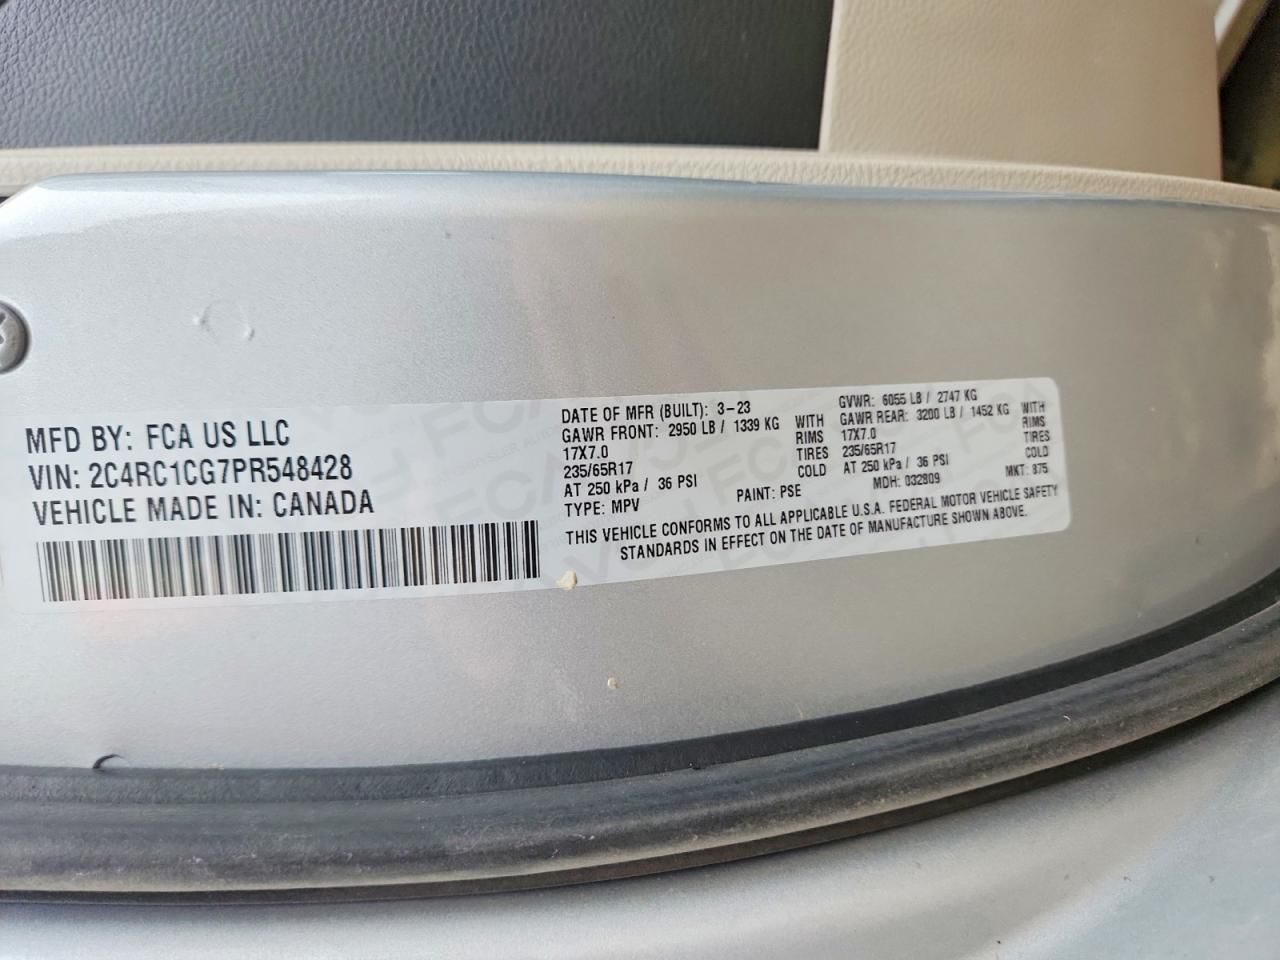 MFD BY: FCA US LLC
VIN: 2C4RC1CG7PR548428
VEHICLE MADE IN: CANADA
DATE OF MFR (BUILT): 3-23 GVWR: 6055 LB / 2747 KG
GAWR FRONT: 2950 LB / 1339 KG WITH GAWR REAR: 3200 LB / 1452 KG WITH
17X7.0 RIMS 17X7.0 RIMS
235/65R17 TIRES 235/65R17 TIRES
AT 250 kPa / 36 PSI COLD AT 250 kPa / 36 PSI COLD
TYPE: MPV PAINT: PSE MDH: 032809 MKT: 875
THIS VEHICLE CONFORMS TO ALL APPLICABLE U.S.A. FEDERAL MOTOR VEHICLE SAFETY
STANDARDS IN EFFECT ON THE DATE OF MANUFACTURE SHOWN ABOVE.